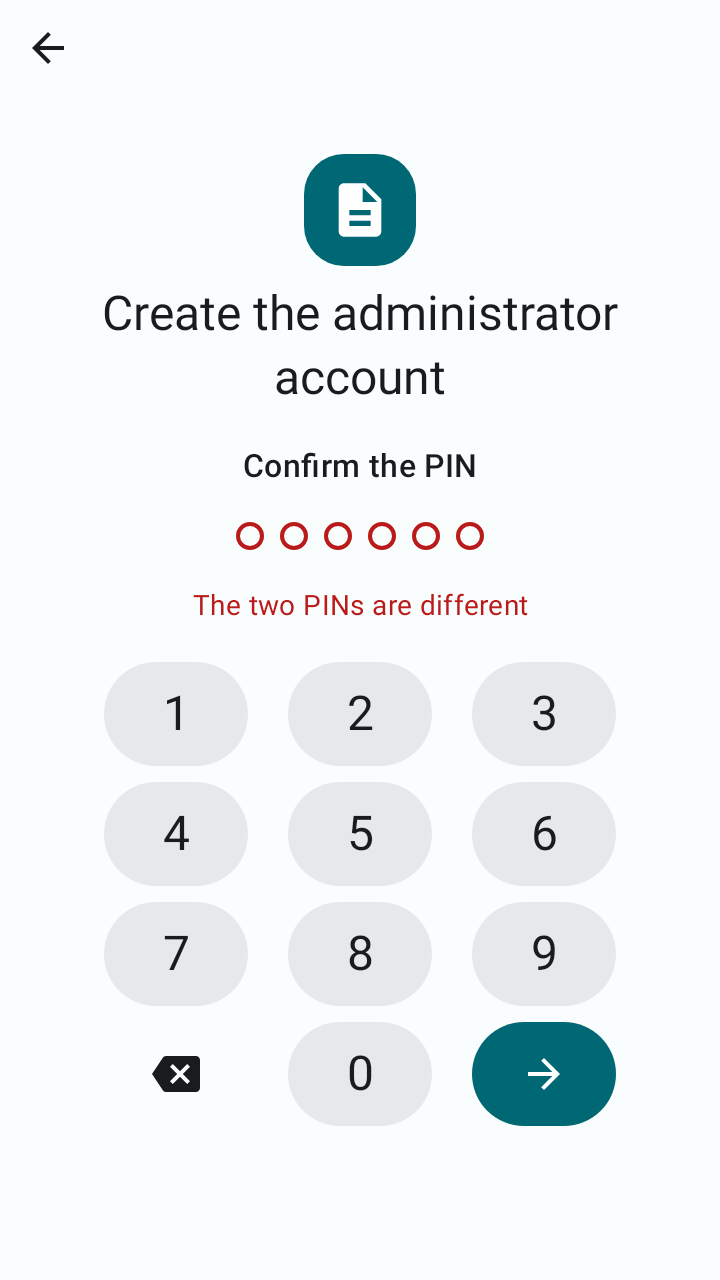 Create the administrator
account
Confirm the PIN
The two PINs are different
1 2 3
4 5 6
7 8 9
0